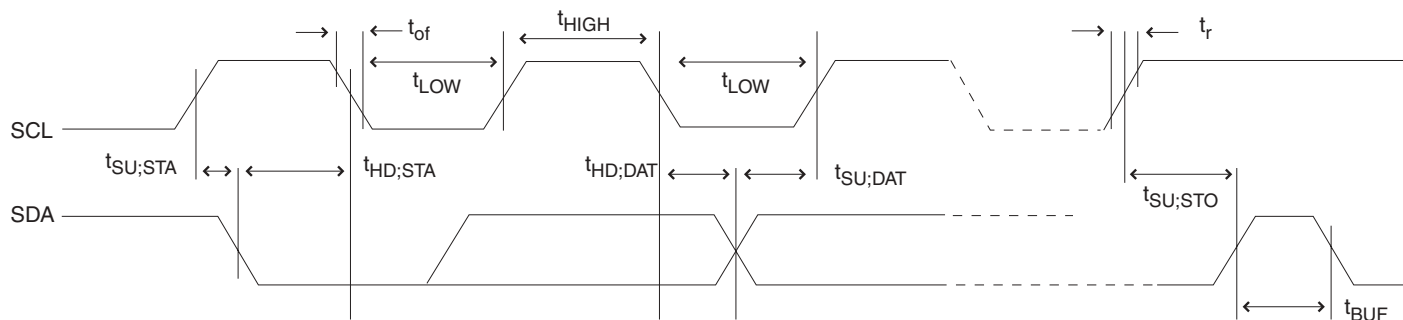 t_of
t_HIGH
t_r
t_LOW
t_LOW
SCL
t_SU;STA
t_HD;STA
t_HD;DAT
t_SU;DAT
t_SU;STO
SDA
t_BUF